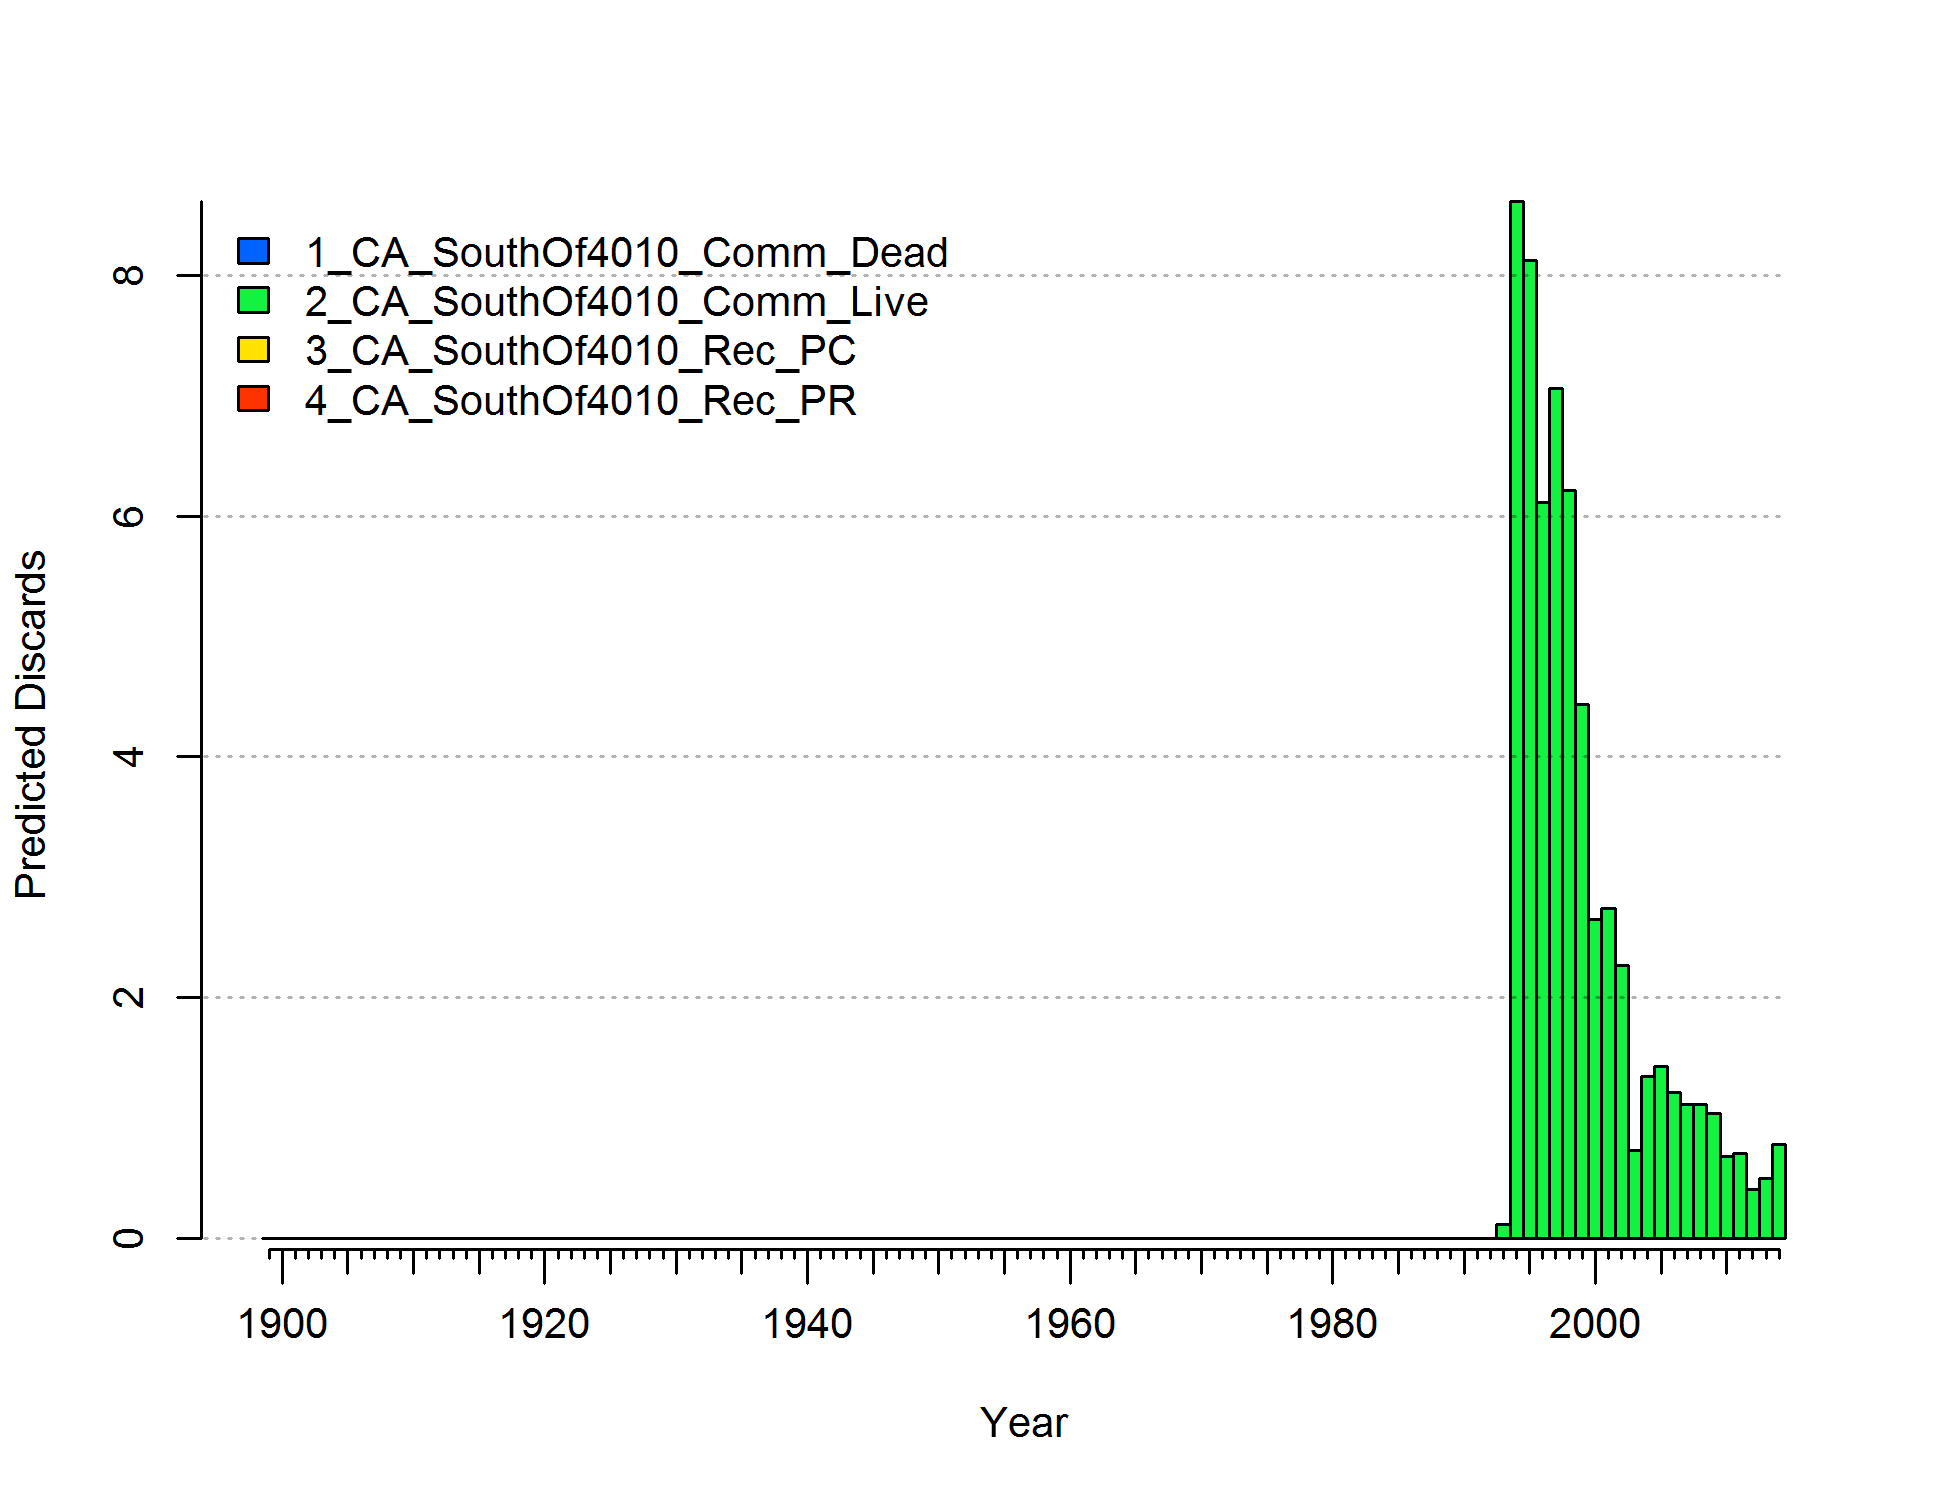 1_CA_SouthOf4010_Comm_Dead
2_CA_SouthOf4010_Comm_Live
3_CA_SouthOf4010_Rec_PC
4_CA_SouthOf4010_Rec_PR
8
6
4
2
0
Predicted Discards
1900 1920 1940 1960 1980 2000
Year